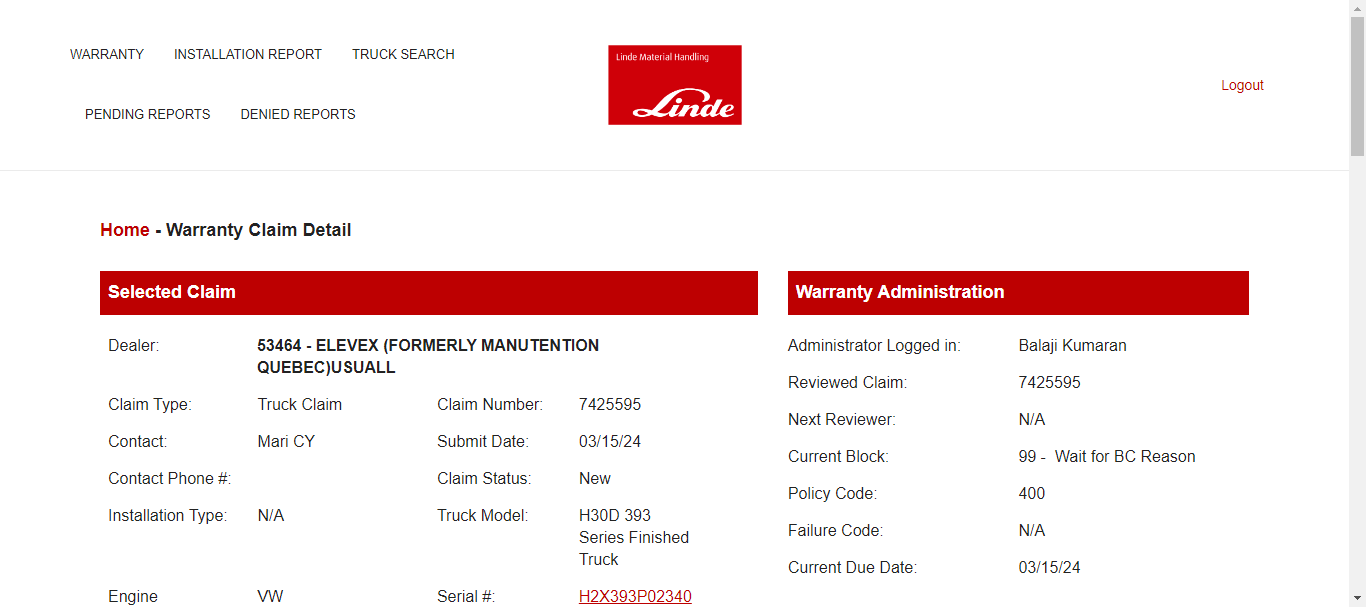 WARRANTY INSTALLATION REPORT TRUCK SEARCH
PENDING REPORTS DENIED REPORTS
Linde Material Handling
Linde
Logout
Home - Warranty Claim Detail
Selected Claim
Dealer: 53464 - ELEVEX (FORMERLY MANUTENTION
QUEBEC)USUALL
Claim Type: Truck Claim Claim Number: 7425595
Contact: Mari CY Submit Date: 03/15/24
Contact Phone #: Claim Status: New
Installation Type: N/A Truck Model: H30D 393
Series Finished
Truck
Engine VW Serial #: H2X393P02340
Warranty Administration
Administrator Logged in: Balaji Kumaran
Reviewed Claim: 7425595
Next Reviewer: N/A
Current Block: 99 - Wait for BC Reason
Policy Code: 400
Failure Code: N/A
Current Due Date: 03/15/24